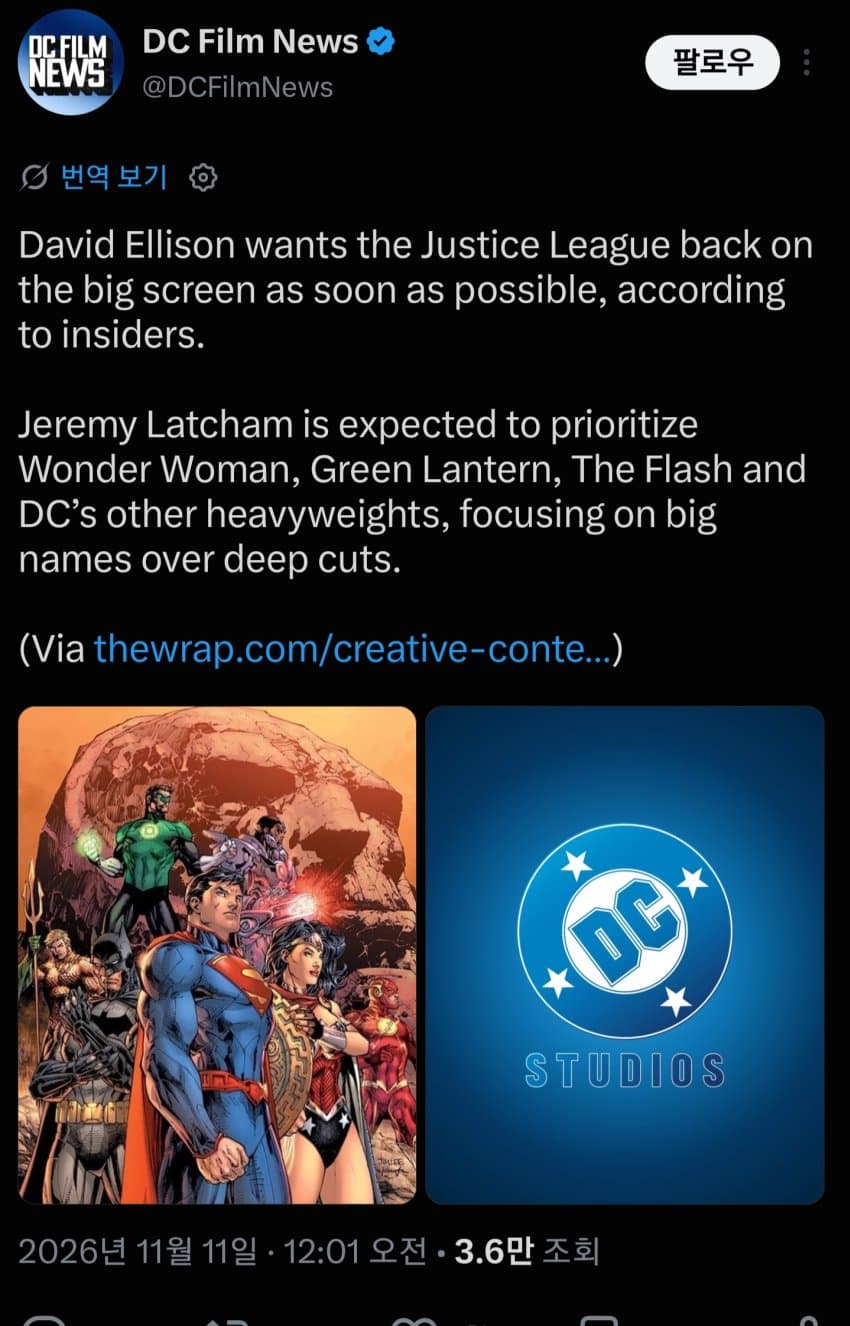 DC FILM
NEWS
DC Film News
@DCFilmNews
팔로우
번역 보기
David Ellison wants the Justice League back on
the big screen as soon as possible, according
to insiders.
Jeremy Latcham is expected to prioritize
Wonder Woman, Green Lantern, The Flash and
DC's other heavyweights, focusing on big
names over deep cuts.
(Via thewrap.com/creative-conte...)
DC
STUDIOS
2026년 11월 11일 · 12:01 오전 · 3.6만 조회